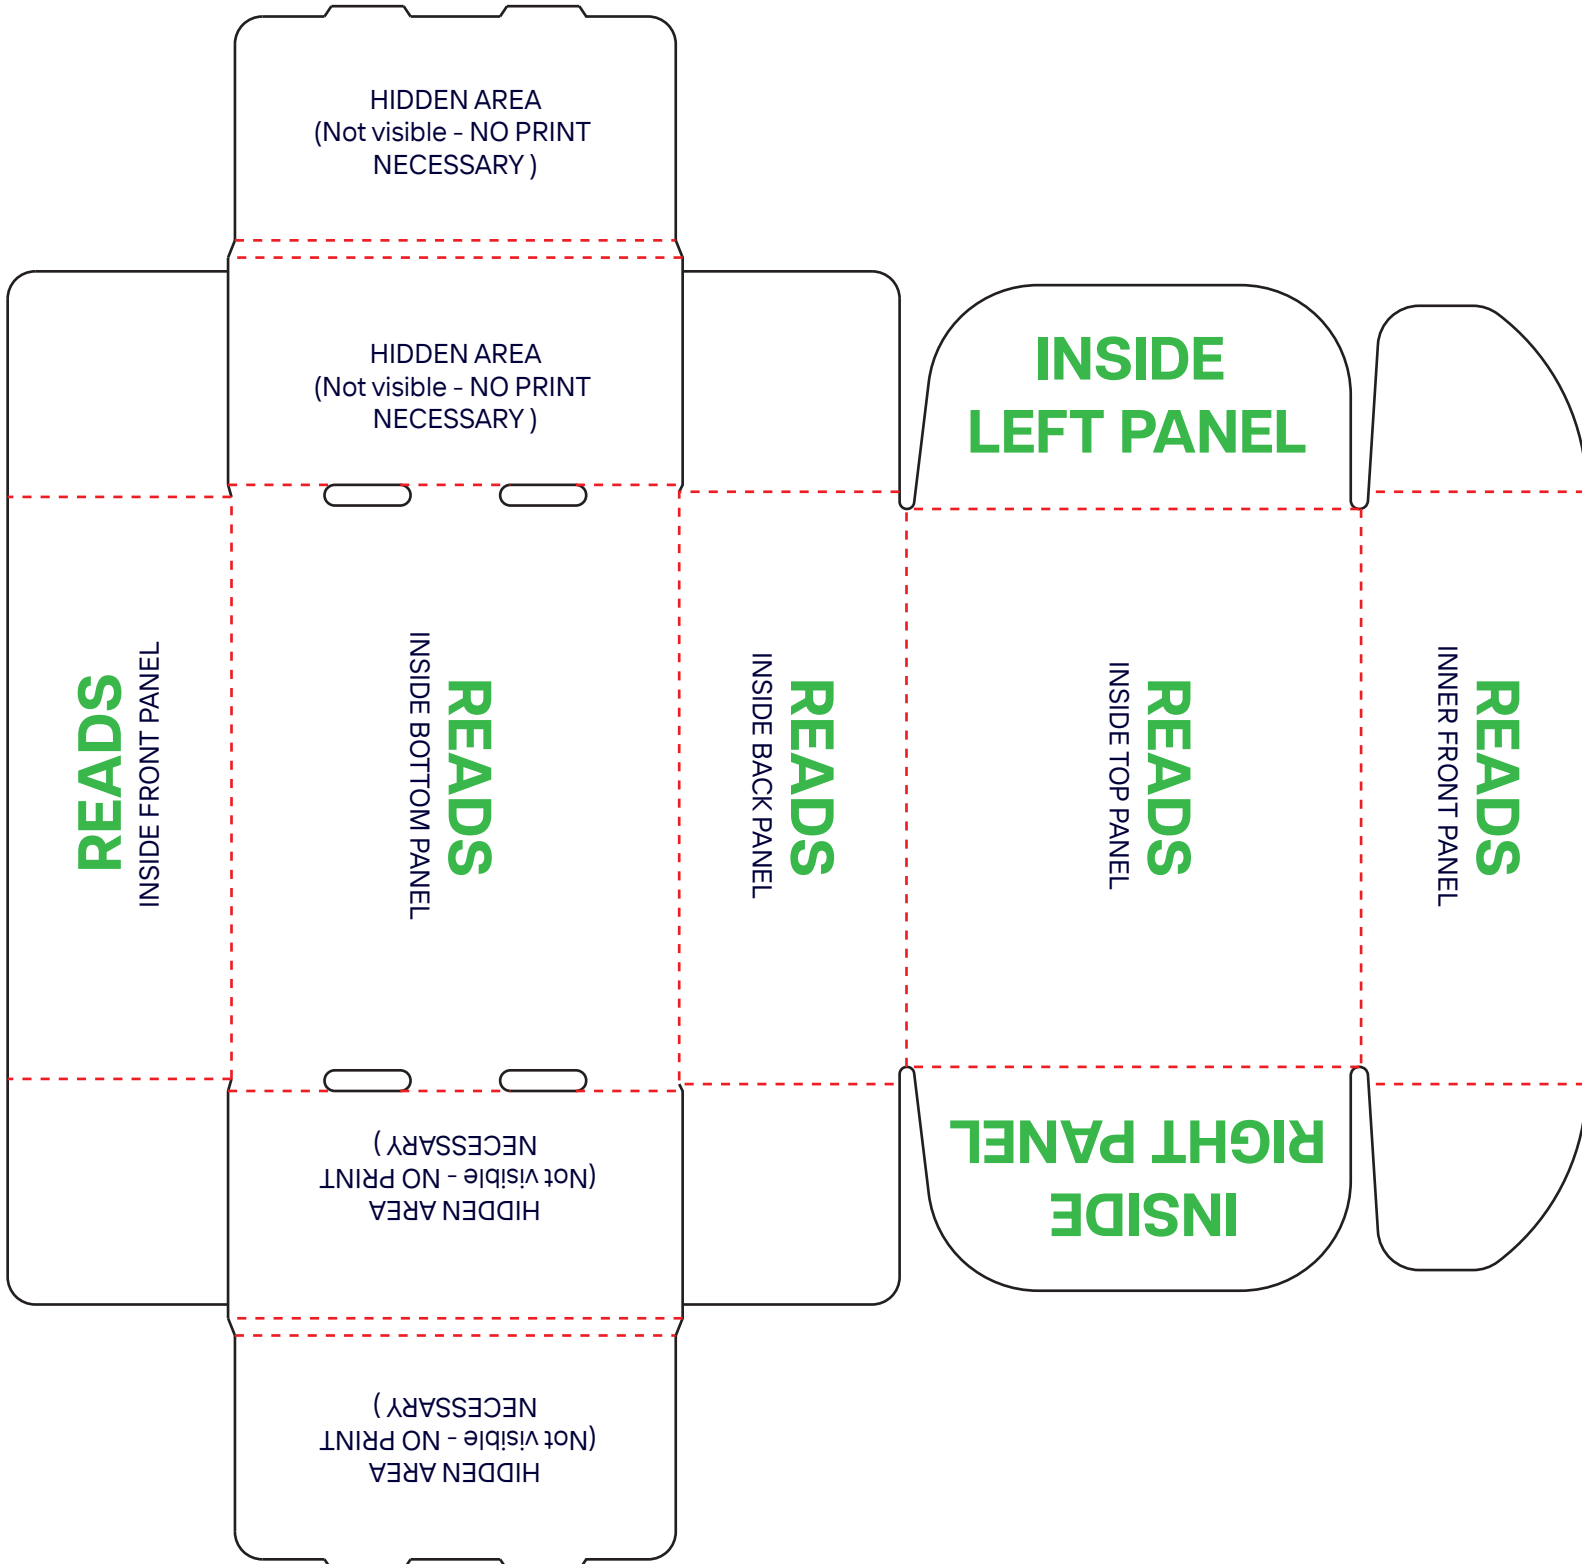 HIDDEN AREA
(Not visible - NO PRINT
NECESSARY )
HIDDEN AREA
(Not visible - NO PRINT
NECESSARY )
INSIDE
LEFT PANEL
READS
INSIDE FRONT PANEL
READS
INSIDE BOTTOM PANEL
READS
INSIDE BACK PANEL
READS
INSIDE TOP PANEL
READS
INNER FRONT PANEL
HIDDEN AREA
(Not visible - NO PRINT
NECESSARY )
INSIDE
RIGHT PANEL
HIDDEN AREA
(Not visible - NO PRINT
NECESSARY )